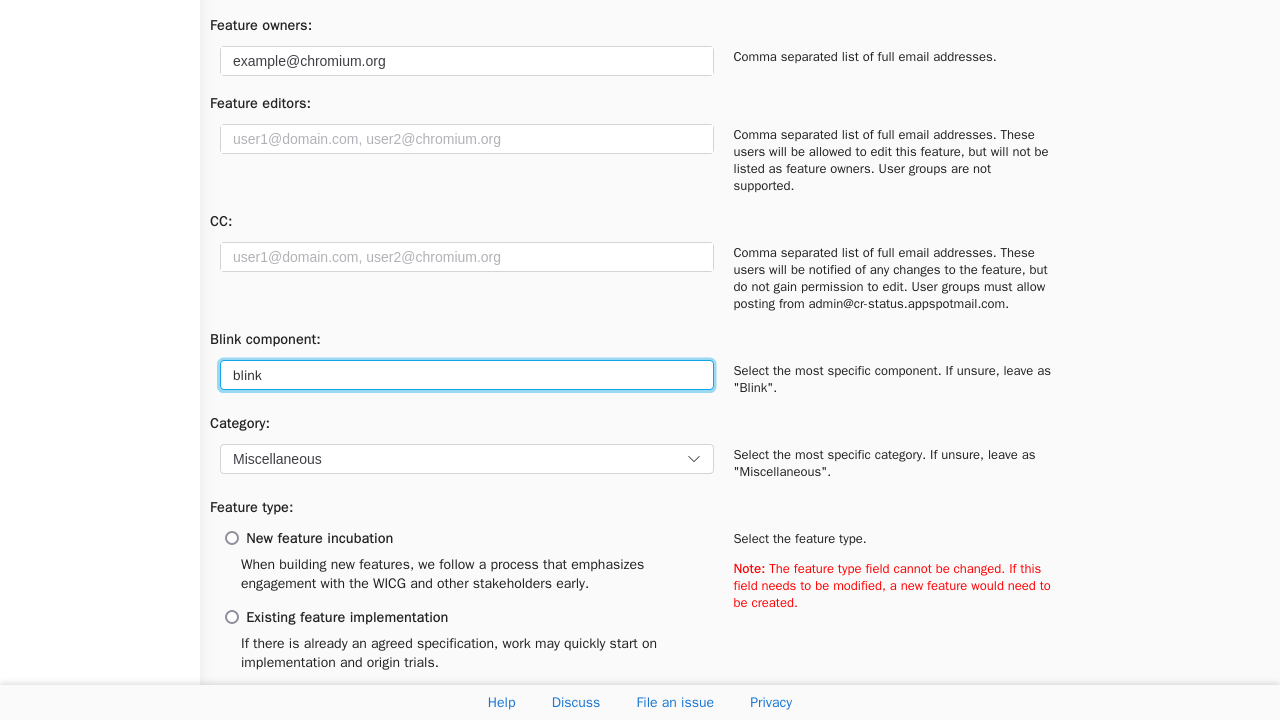 Feature owners:
example@chromium.org
Comma separated list of full email addresses.
Feature editors:
user1@domain.com, user2@chromium.org
Comma separated list of full email addresses. These
users will be allowed to edit this feature, but will not be
listed as feature owners. User groups are not
supported.
CC:
user1@domain.com, user2@chromium.org
Comma separated list of full email addresses. These
users will be notified of any changes to the feature, but
do not gain permission to edit. User groups must allow
posting from admin@cr-status.appspotmail.com.
Blink component:
blink
Select the most specific component. If unsure, leave as
"Blink".
Category:
Miscellaneous
Select the most specific category. If unsure, leave as
"Miscellaneous".
Feature type:
New feature incubation
When building new features, we follow a process that emphasizes
engagement with the WICG and other stakeholders early.
Existing feature implementation
If there is already an agreed specification, work may quickly start on
implementation and origin trials.
Select the feature type.
Note: The feature type field cannot be changed. If this
field needs to be modified, a new feature would need to
be created.
Help
Discuss
File an issue
Privacy